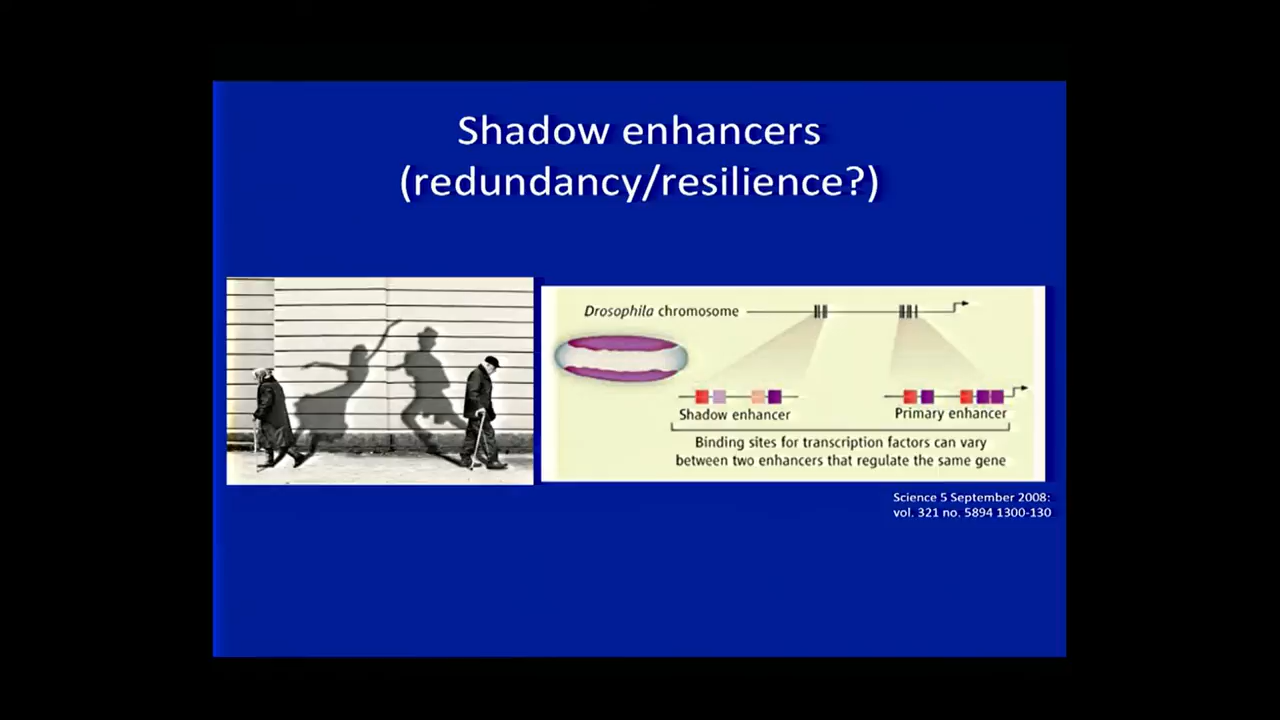 Shadow enhancers
(redundancy/resilience?)
Drosophila chromosome
Shadow enhancer
Primary enhancer
Binding sites for transcription factors can vary
between two enhancers that regulate the same gene
Science 5 September 2008:
vol. 321 no. 5894 1300-130